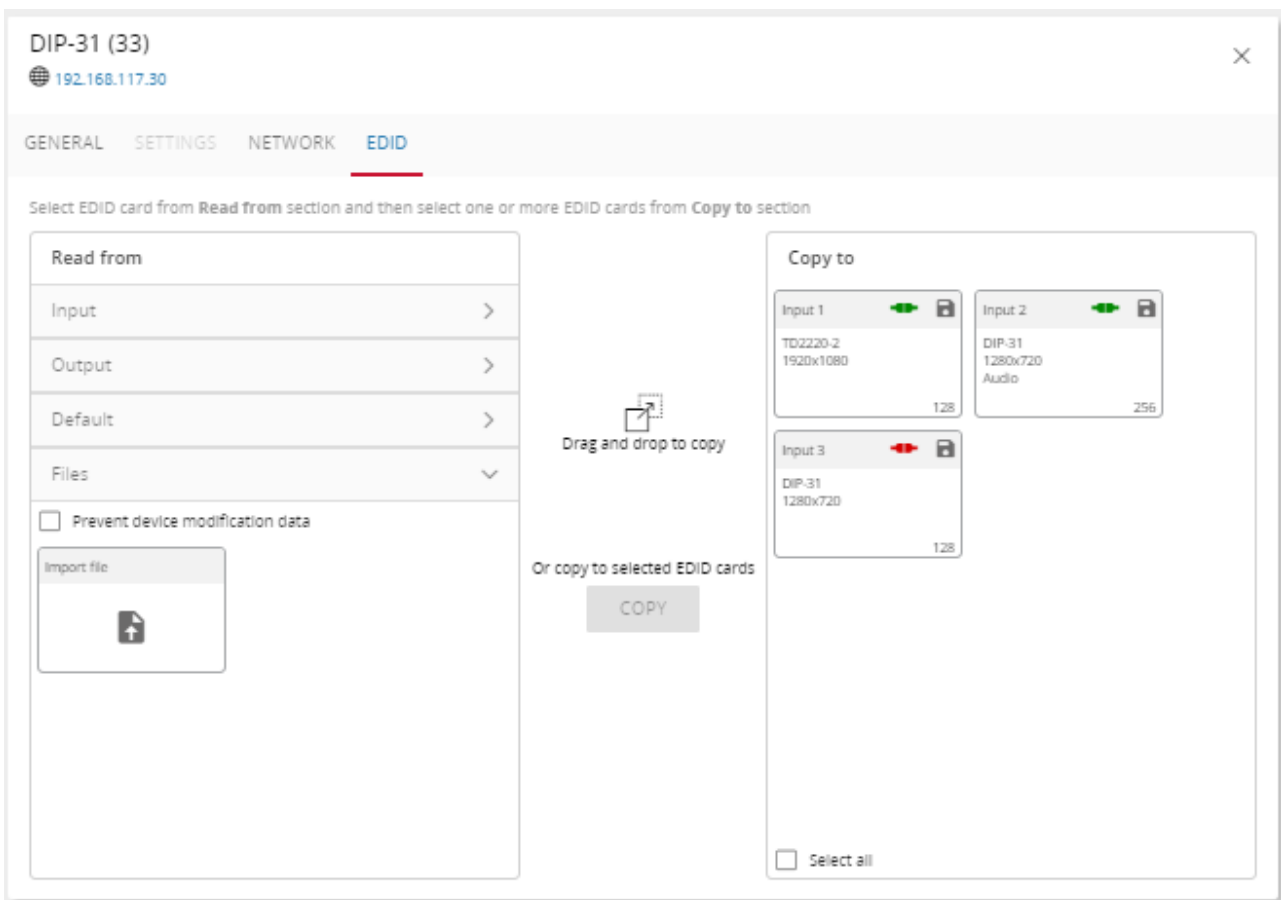 DIP-31 (33)
192.168.117.30
GENERAL SETTINGS NETWORK EDID
Select EDID card from Read from section and then select one or more EDID cards from Copy to section
Read from
Input
Output
Default
Files
Prevent device modification data
Import file
Drag and drop to copy
Or copy to selected EDID cards
COPY
Copy to
Input 1
TD2220-2
1920x1080
128
Input 2
DIP-31
1280x720
Audio
256
Input 3
DIP-31
1280x720
128
Select all